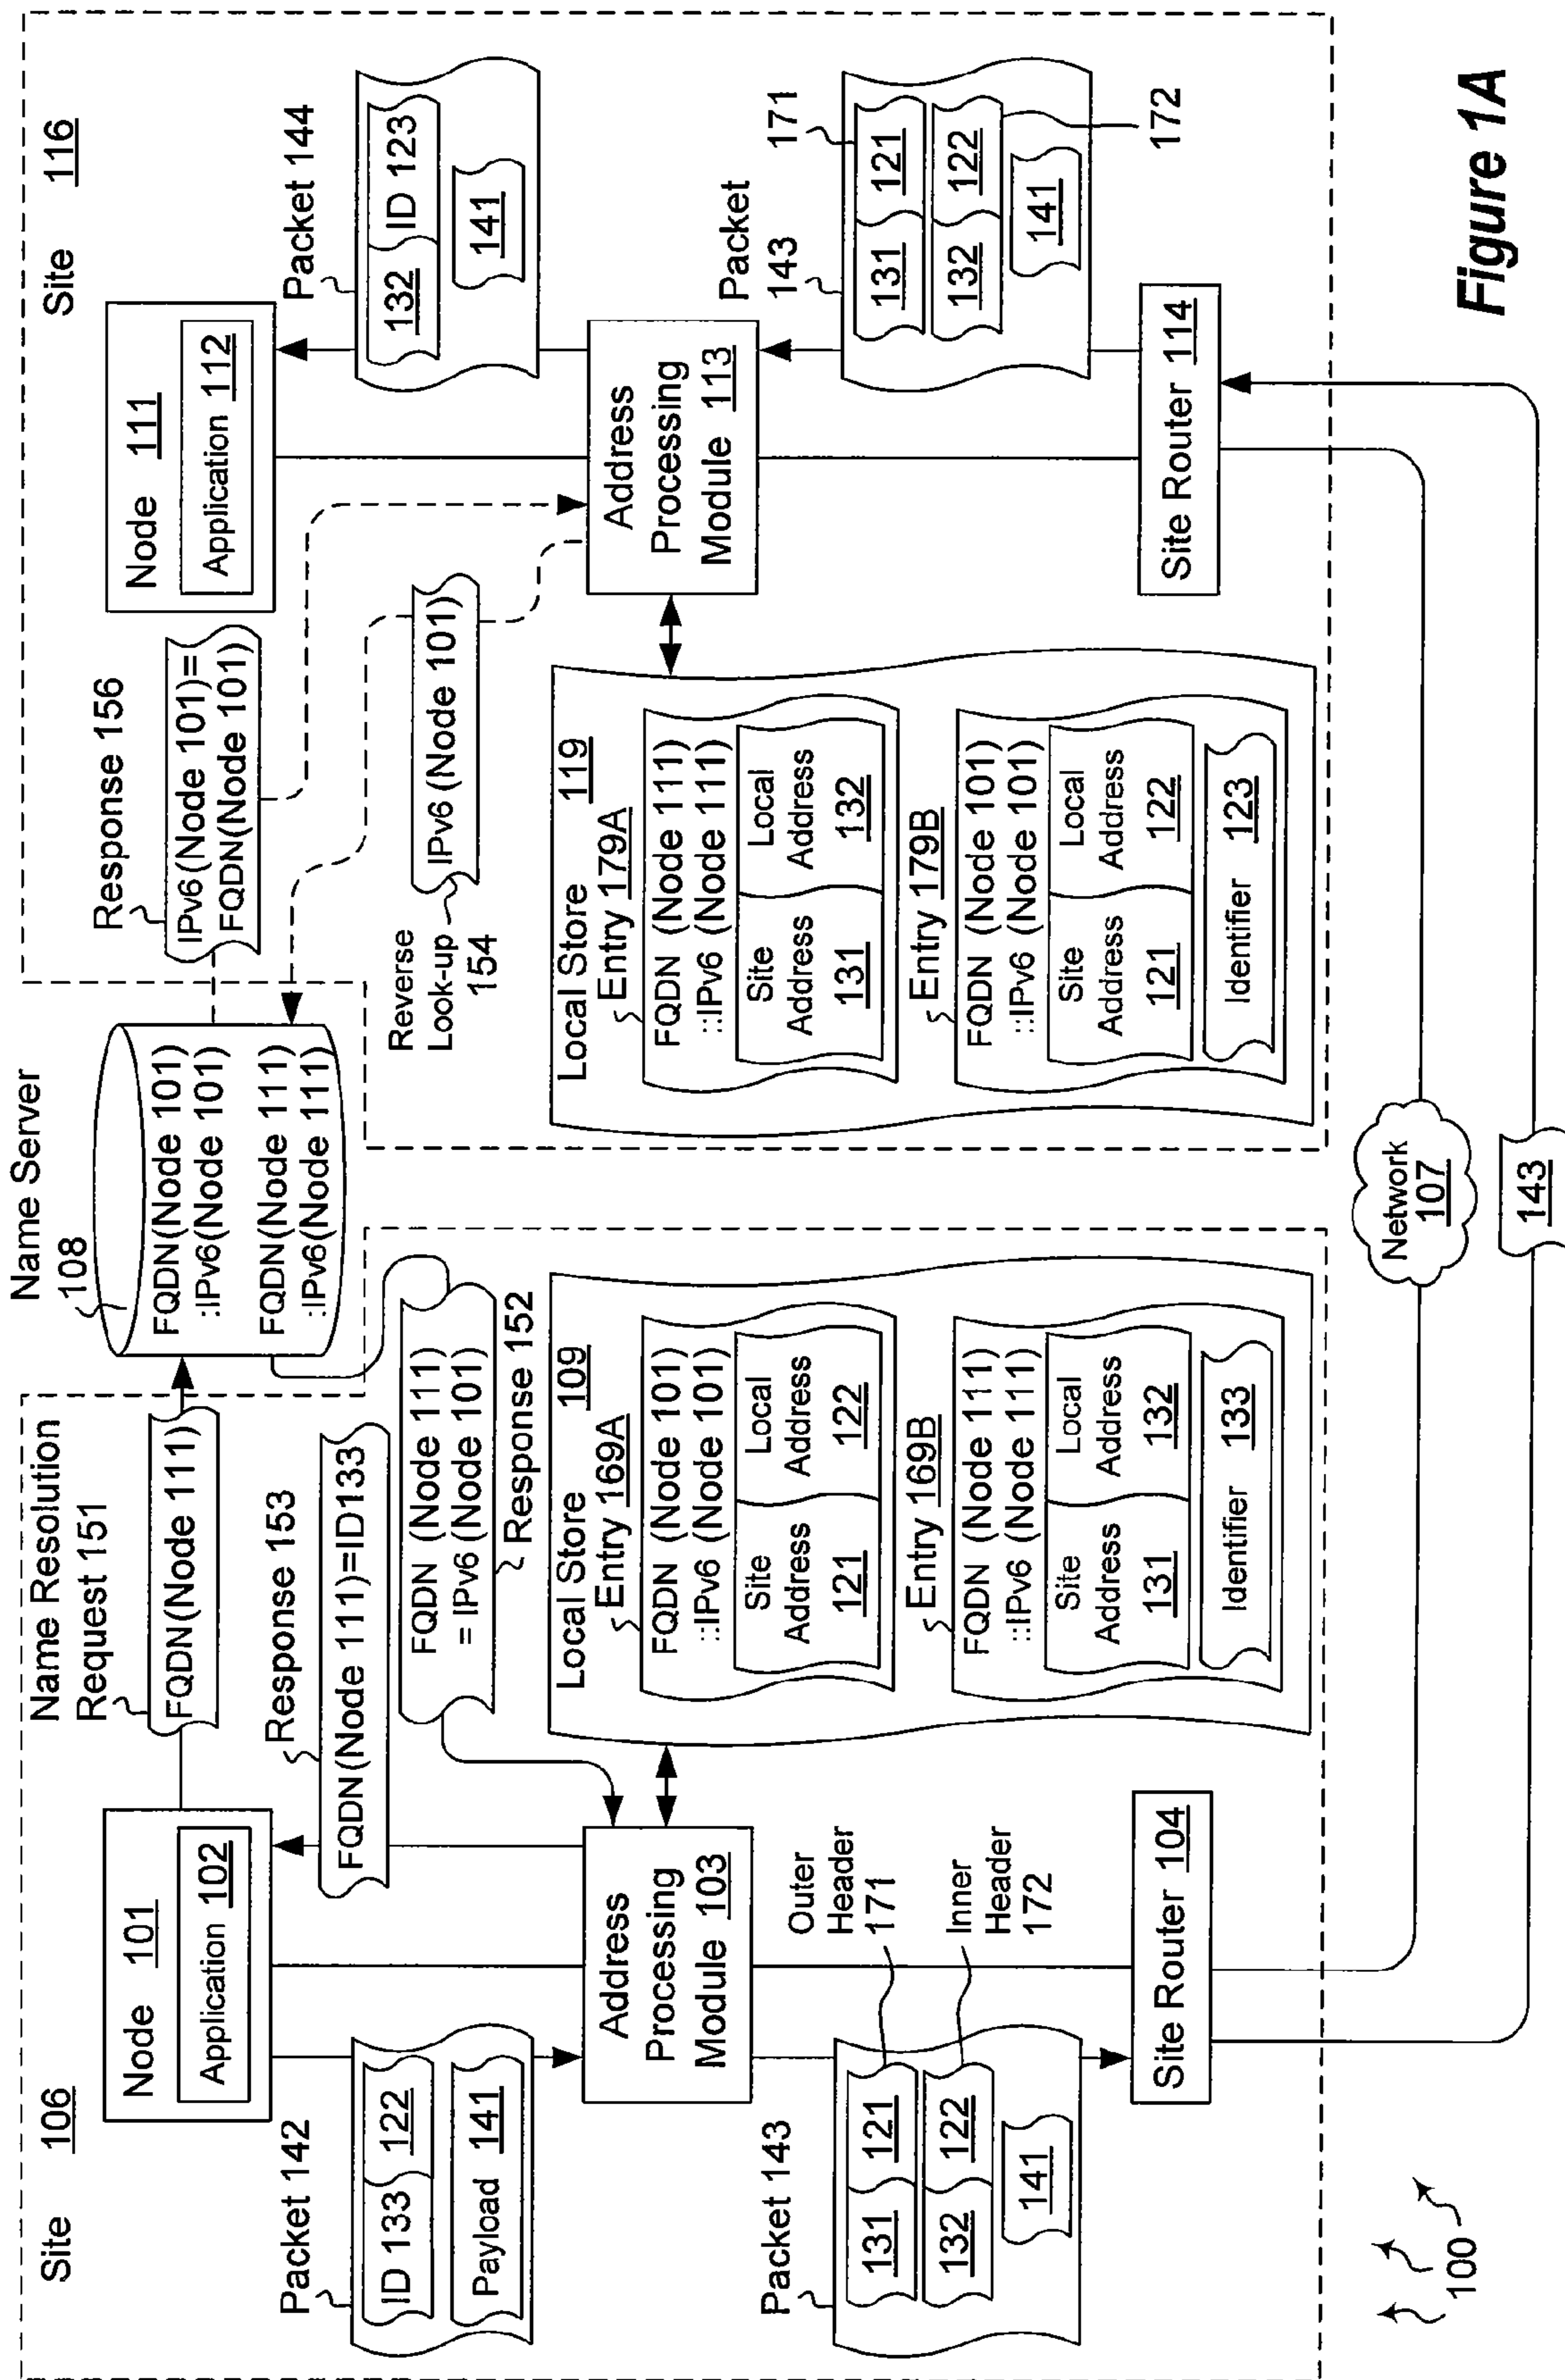 Site 106
Node 101
Application 102
Name Resolution
Request 151
FQDN(Node 111)
Name Server
108
FQDN(Node 101)
:IPv6(Node 101)
FQDN(Node 111)
:IPv6(Node 111)
Response 153
FQDN(Node 111)=ID133
FQDN (Node 111)
= IPv6 (Node 101)
Response 152
Packet 142
ID 133
122
Payload 141
Address
Processing
Module 103
Local Store 109
Entry 169A
FQDN (Node 101)
::IPv6 (Node 101)
Site
Address
121
Local
Address
122
Entry 169B
FQDN (Node 111)
::IPv6 (Node 111)
Site
Address
131
Local
Address
132
Identifier 133
Packet 143
131
121
132
122
141
Outer
Header
171
Inner
Header
172
Site Router 104
Site 116
Response 156
IPv6(Node 101)=
FQDN(Node 101)
Node 111
Application 112
Reverse
Look-up
154
IPv6 (Node 101)
Packet 144
132
ID 123
141
Local Store 119
Entry 179A
FQDN (Node 111)
::IPv6 (Node 111)
Site
Address
131
Local
Address
132
Entry 179B
FQDN (Node 101)
::IPv6 (Node 101)
Site
Address
121
Local
Address
122
Identifier 123
Address
Processing
Module 113
Packet
143
171
131
121
132
122
141
172
Site Router 114
Network
107
143
100
Figure 1A